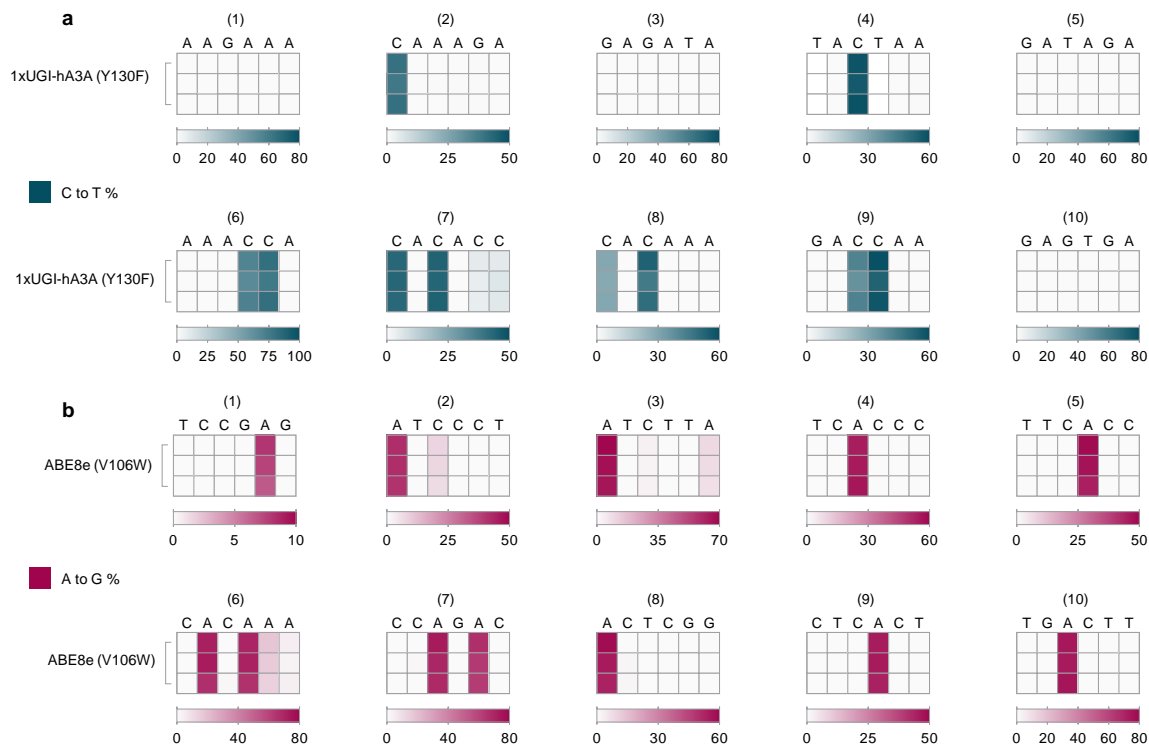 a
(1) (2) (3) (4) (5)
A A G A A A C A A A G A G A G A T A T A C T A A G A T A G A
1xUGI-hA3A (Y130F)
0 20 40 60 80 0 50 0 20 40 60 80 0 30 60 0 20 40 60 80
C to T %
(6) (7) (8) (9) (10)
A A A C C A C A C A C C C A C A A A G A C C A A G A G T G A
1xUGI-hA3A (Y130F)
0 25 50 75 100 0 50 0 30 60 0 30 60 0 20 40 60 80
b
(1) (2) (3) (4) (5)
T C C G A G A T C C C T A T C T T A T C A C C C T T C A C C
ABE8e (V106W)
0 5 10 0 25 50 0 35 70 0 30 60 0 25 50
A to G %
(6) (7) (8) (9) (10)
C A C A A A C C A G A C A C T C G G C T C A C T T G A C T T
ABE8e (V106W)
0 40 80 0 40 80 0 30 60 0 50 0 40 80